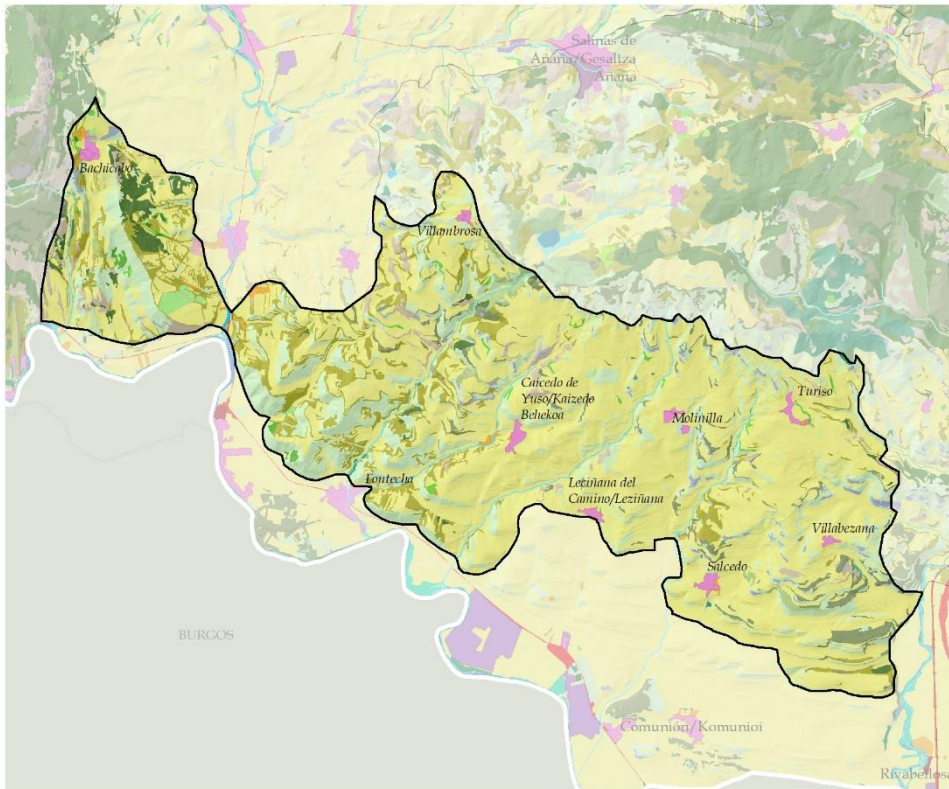 Salinas de
Añana/Gesaltza
Añana
Bachicabo
Villambrosa
Caicedo de
Yuso/Kaizedo
Behekoa
Turiso
Molinilla
Fontecha
Leciñana del
Camino/Leziñana
Villabezana
Salcedo
BURGOS
Comunión/Komunioi
Rivabellosa